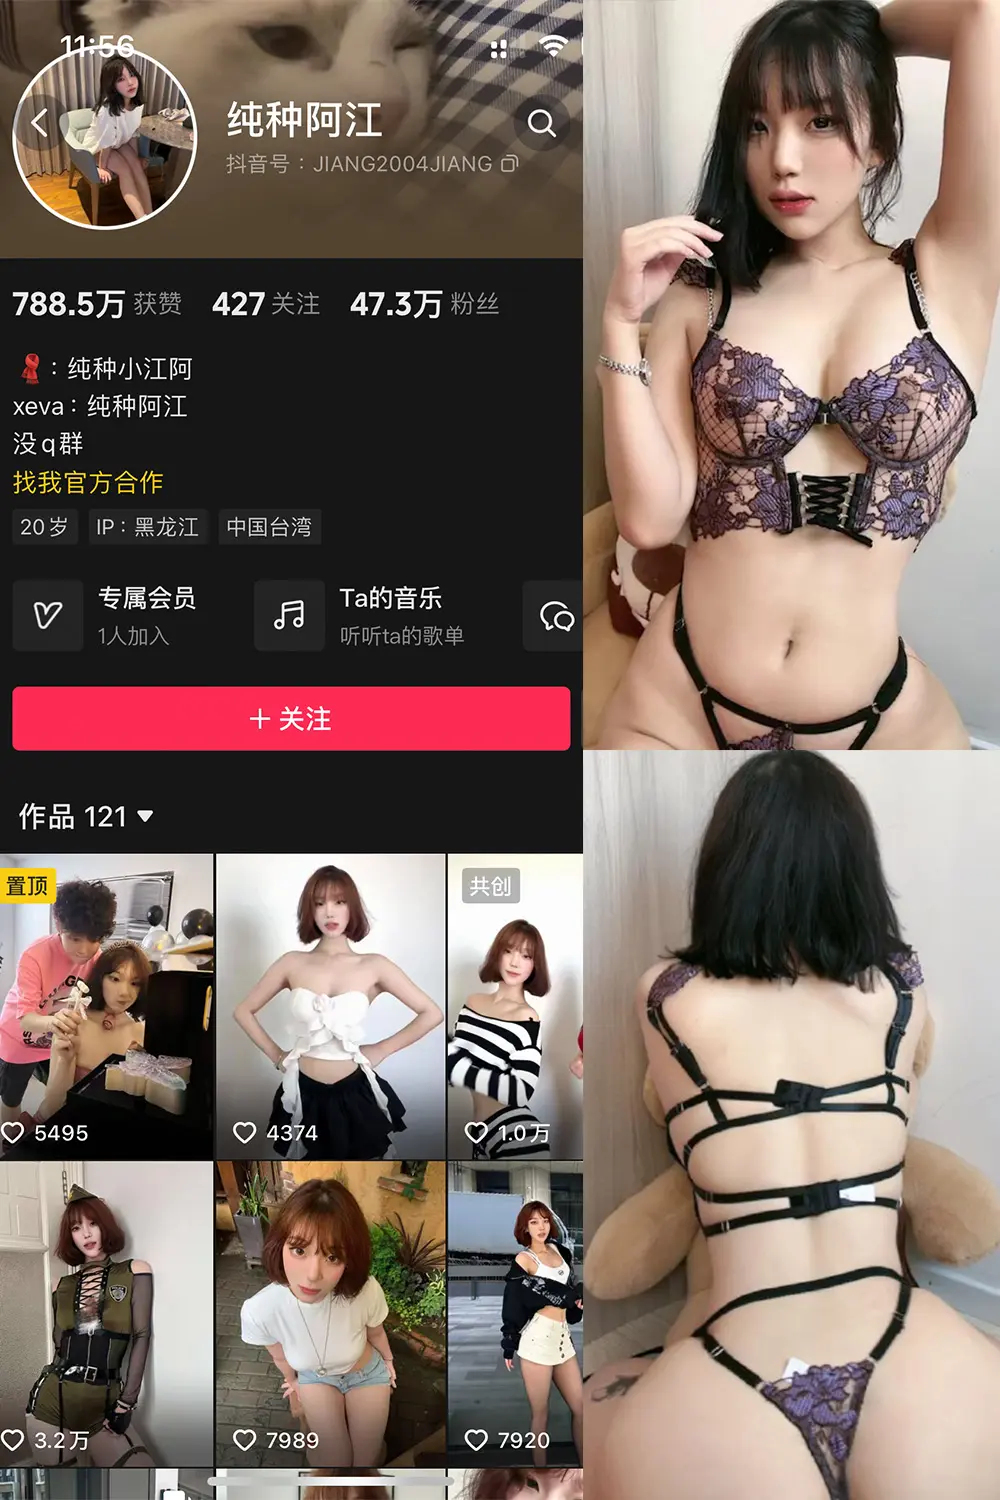 11:56
纯种阿江
抖音号：JIANG2004JIANG
788.5万 获赞 427 关注 47.3万 粉丝
：纯种小江阿
xeva：纯种阿江
没q群
找我官方合作
20岁 IP：黑龙江 中国台湾
专属会员 Ta的音乐
1人加入 听听ta的歌单
＋ 关注
作品 121
置顶 共创
5495 4374 1.0万
3.2万 7989 7920